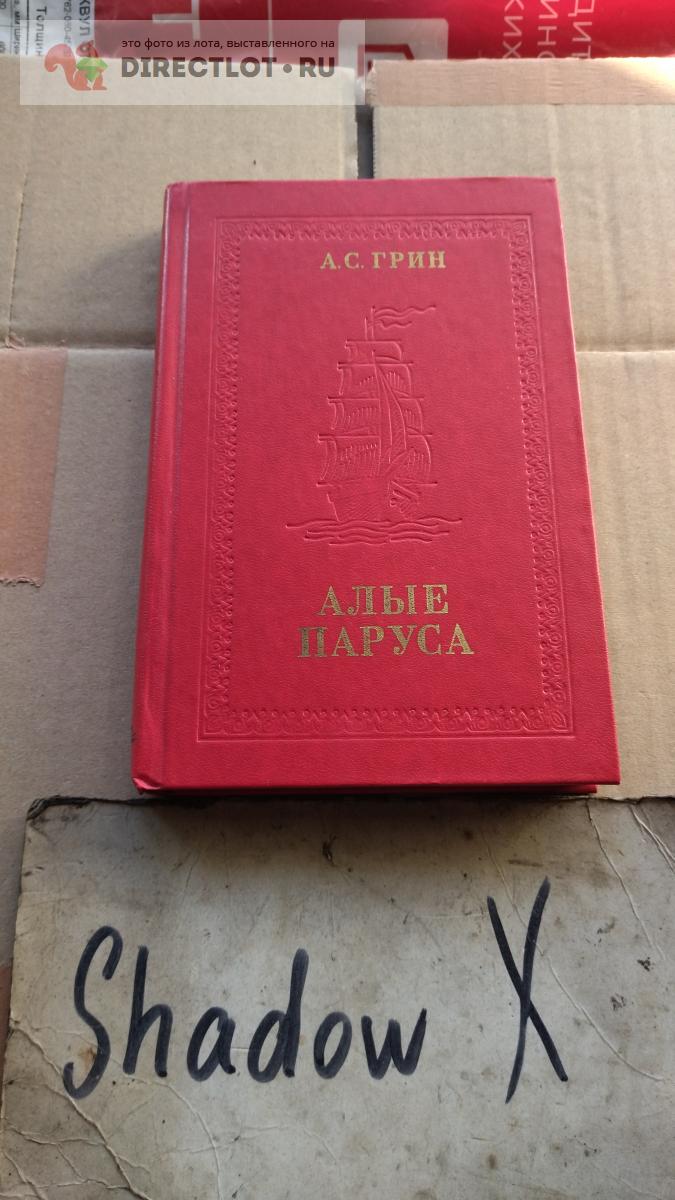 это фото из лота, выставленного на
DIRECTLOT•RU
А.С. ГРИН
АЛЫЕ
ПАРУСА
Shadow X